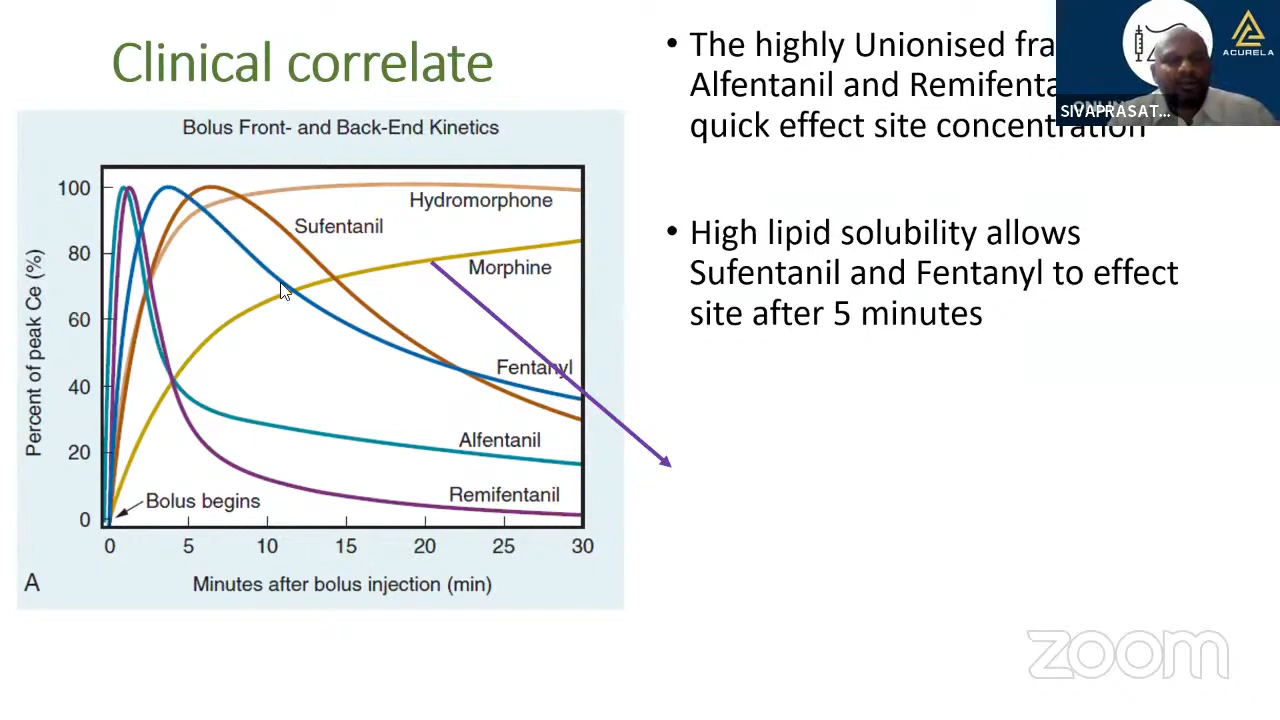 Clinical correlate
Bolus Front- and Back-End Kinetics
Percent of peak Ce (%)
100
80
60
40
20
0
Hydromorphone
Sufentanil
Morphine
Fentanyl
Alfentanil
Remifentanil
Bolus begins
0 5 10 15 20 25 30
A
Minutes after bolus injection (min)
• The highly Unionised
Alfentanil and
quick effect site concentration
• High lipid solubility allows
Sufentanil and Fentanyl to effect
site after 5 minutes
ACURELA
SIVAPRASAT...
zoom